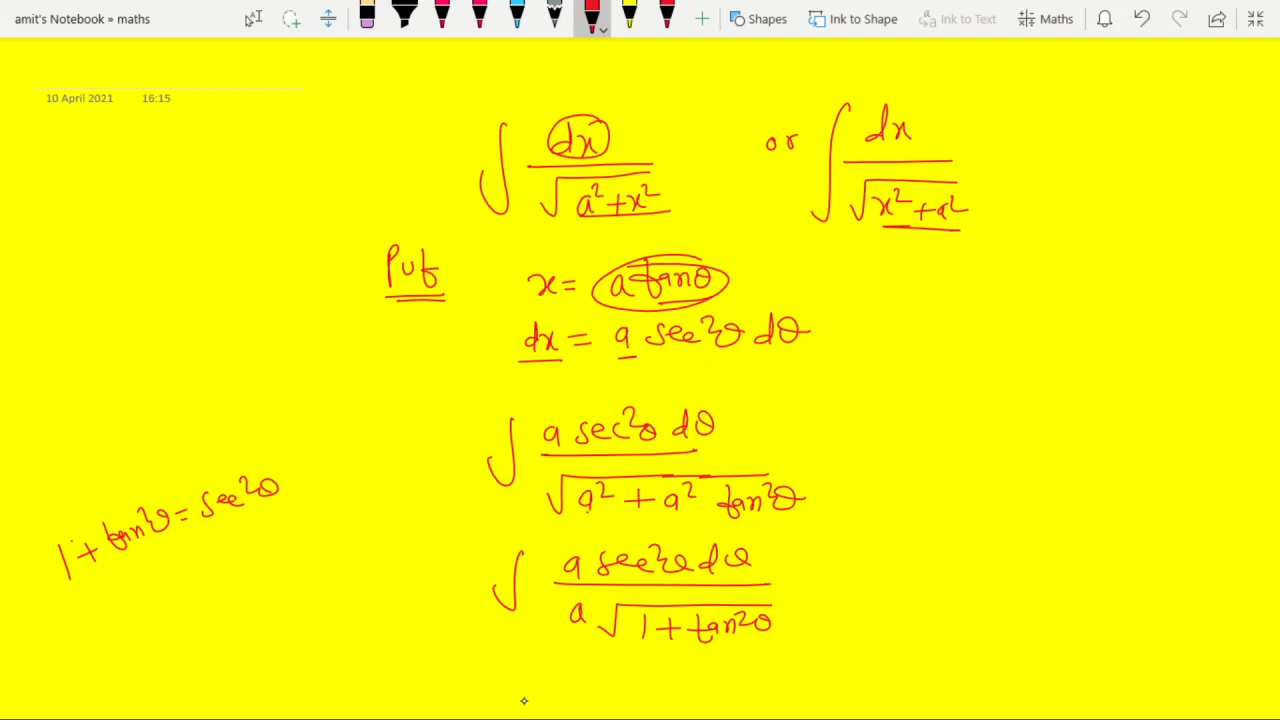 amit's Notebook » maths
Shapes
Ink to Shape
Ink to Text
Maths
10 April 2021 16:15
∫ dx / √(a² + x²) or ∫ dx / √(x² + a²)
Put x = a tanθ
dx = a sec²θ dθ
∫ a sec²θ dθ / √(a² + a² tan²θ)
1 + tan²θ = sec²θ
∫ a sec²θ dθ / a √(1 + tan²θ)